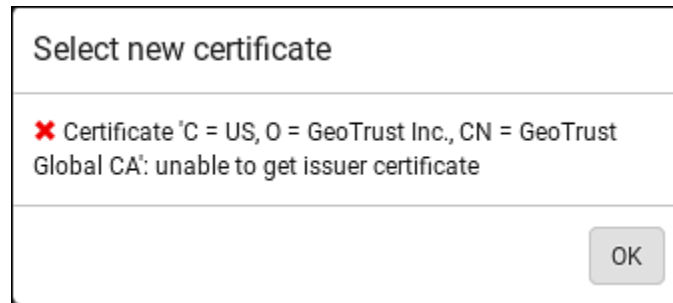 Select new certificate
✖ Certificate 'C = US, O = GeoTrust Inc., CN = GeoTrust
Global CA': unable to get issuer certificate
OK